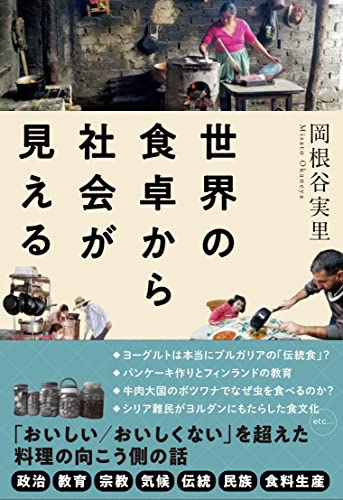 世界の
食卓から
社会が
見える
岡根谷実里
Misato Okaneya
◆ヨーグルトは本当にブルガリアの「伝統食」?
◆パンケーキ作りとフィンランドの教育
◆牛肉大国のボツワナでなぜ虫を食べるのか?
◆シリア難民がヨルダンにもたらした食文化
etc...
「おいしい/おいしくない」を超えた
料理の向こう側の話
政治 教育 宗教 気候 伝統 民族 食料生産